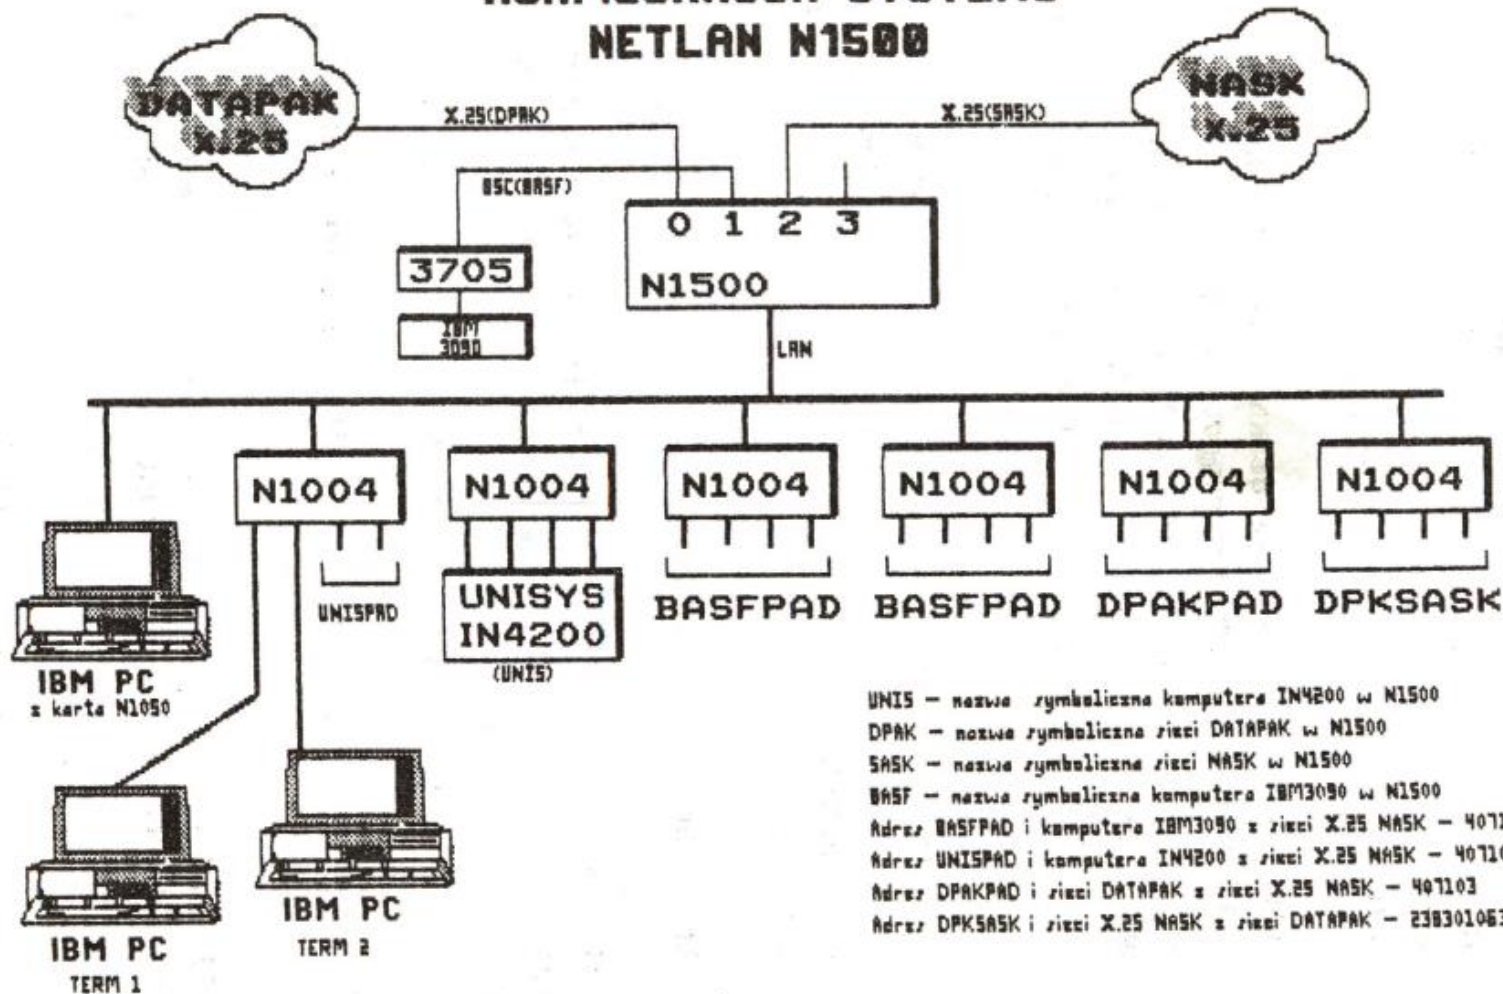 NETLAN N1500
DATAPAK
X.25
X.25(DPAK)
X.25(SASK)
NASK
X.25
BSC(BASF)
0 1 2 3
N1500
3705
IBM
3090
LAN
N1004 N1004 N1004 N1004 N1004 N1004
UNISPAD
UNISYS
IN4200
(UNIS)
BASFPAD BASFPAD DPAKPAD DPKSASK
IBM PC
z karta N1050
IBM PC
TERM 2
IBM PC
TERM 1
UNIS – nazwa symboliczna komputera IN4200 w N1500
DPAK – nazwa symboliczna sieci DATAPAK w N1500
SASK – nazwa symboliczna sieci NASK w N1500
BASF – nazwa symboliczna komputera IBM3090 w N1500
Adres BASFPAD i komputera IBM3090 z sieci X.25 NASK –
Adres UNISPAD i komputera IN4200 z sieci X.25 NASK –
Adres DPAKPAD i sieci DATAPAK z sieci X.25 NASK – 407103
Adres DPKSASK i sieci X.25 NASK z sieci DATAPAK –